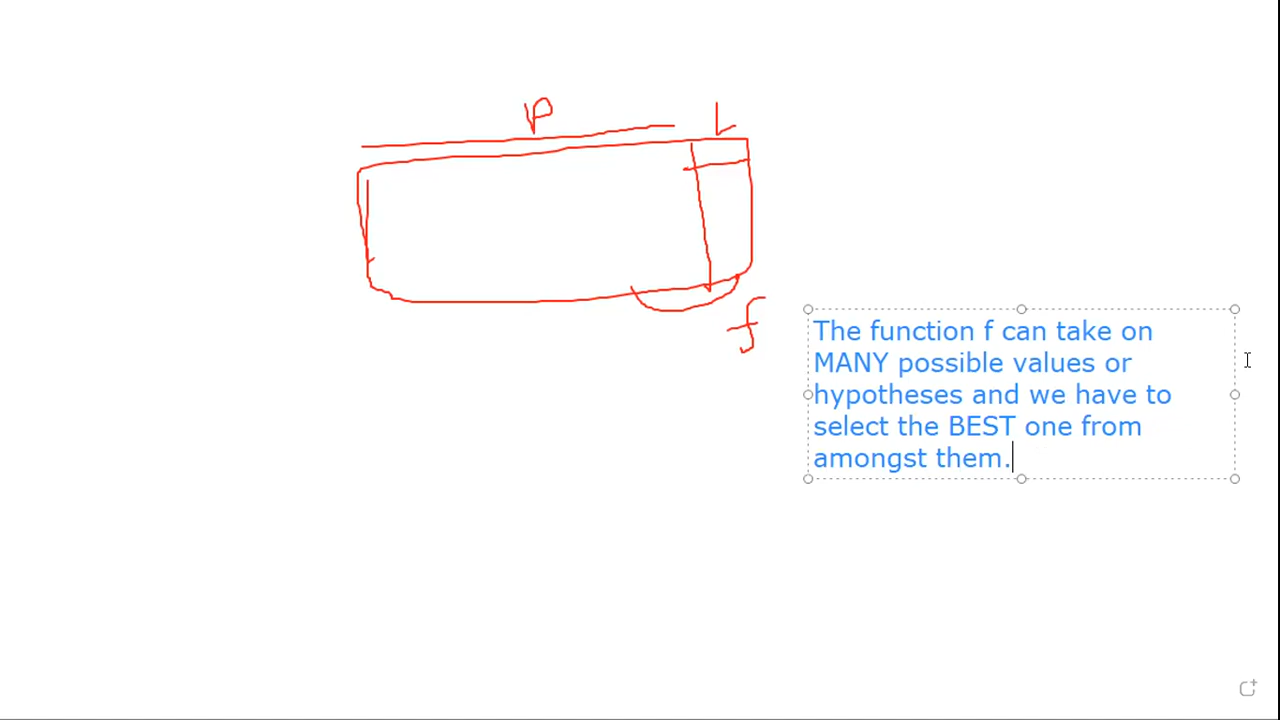 P L
f
The function f can take on
MANY possible values or
hypotheses and we have to
select the BEST one from
amongst them.